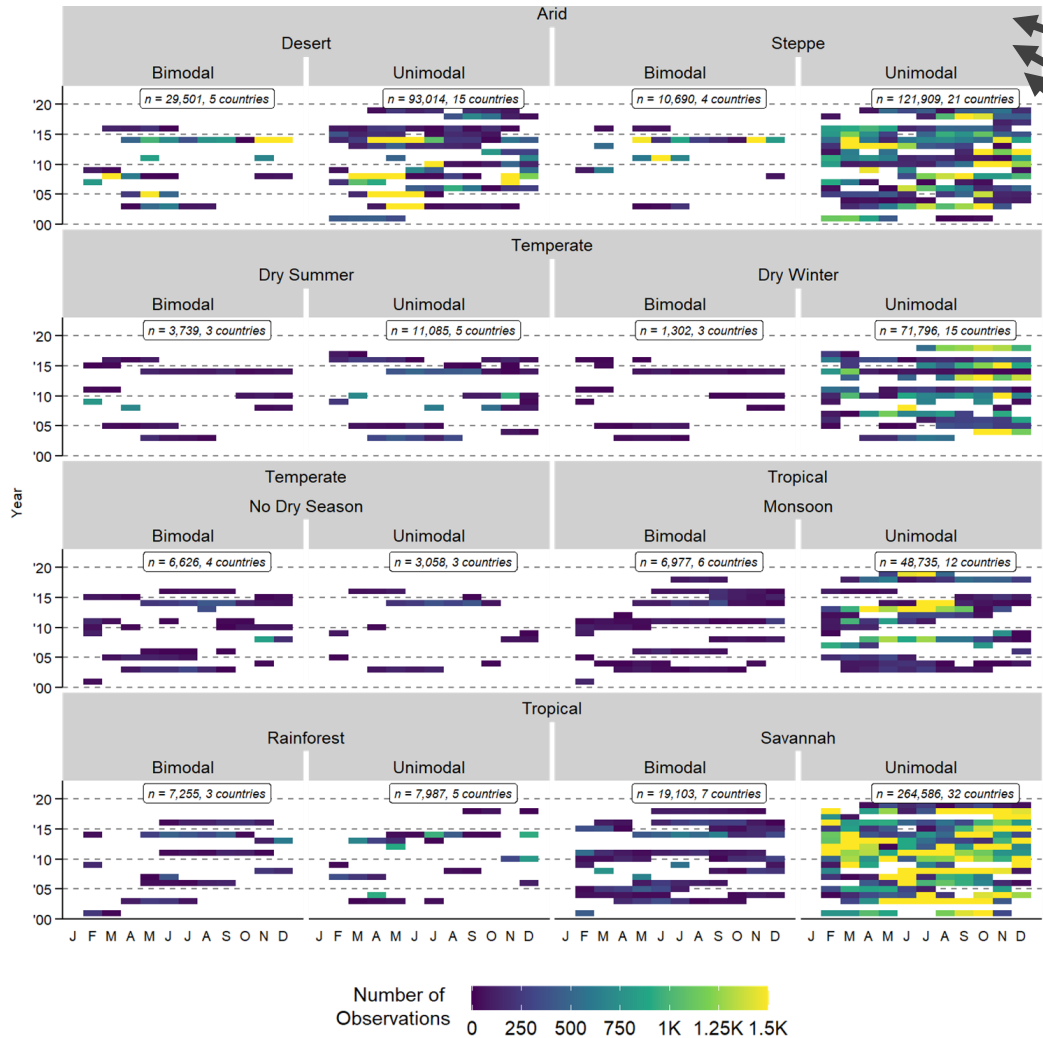 Arid
Desert Steppe
Bimodal Unimodal Bimodal Unimodal
n = 29,501, 5 countries n = 93,014, 15 countries n = 10,690, 4 countries n = 121,909, 21 countries
'20
'15
'10
'05
'00
Temperate
Dry Summer Dry Winter
Bimodal Unimodal Bimodal Unimodal
n = 3,739, 3 countries n = 11,085, 5 countries n = 1,302, 3 countries n = 71,796, 15 countries
'20
'15
'10
'05
'00
Temperate Tropical
No Dry Season Monsoon
Bimodal Unimodal Bimodal Unimodal
n = 6,626, 4 countries n = 3,058, 3 countries n = 6,977, 6 countries n = 48,735, 12 countries
'20
'15
'10
'05
'00
Year
Tropical
Rainforest Savannah
Bimodal Unimodal Bimodal Unimodal
n = 7,255, 3 countries n = 7,987, 5 countries n = 19,103, 7 countries n = 264,586, 32 countries
'20
'15
'10
'05
'00
J F M A M J J A S O N D J F M A M J J A S O N D J F M A M J J A S O N D J F M A M J J A S O N D
Number of
Observations
0 250 500 750 1K 1.25K 1.5K